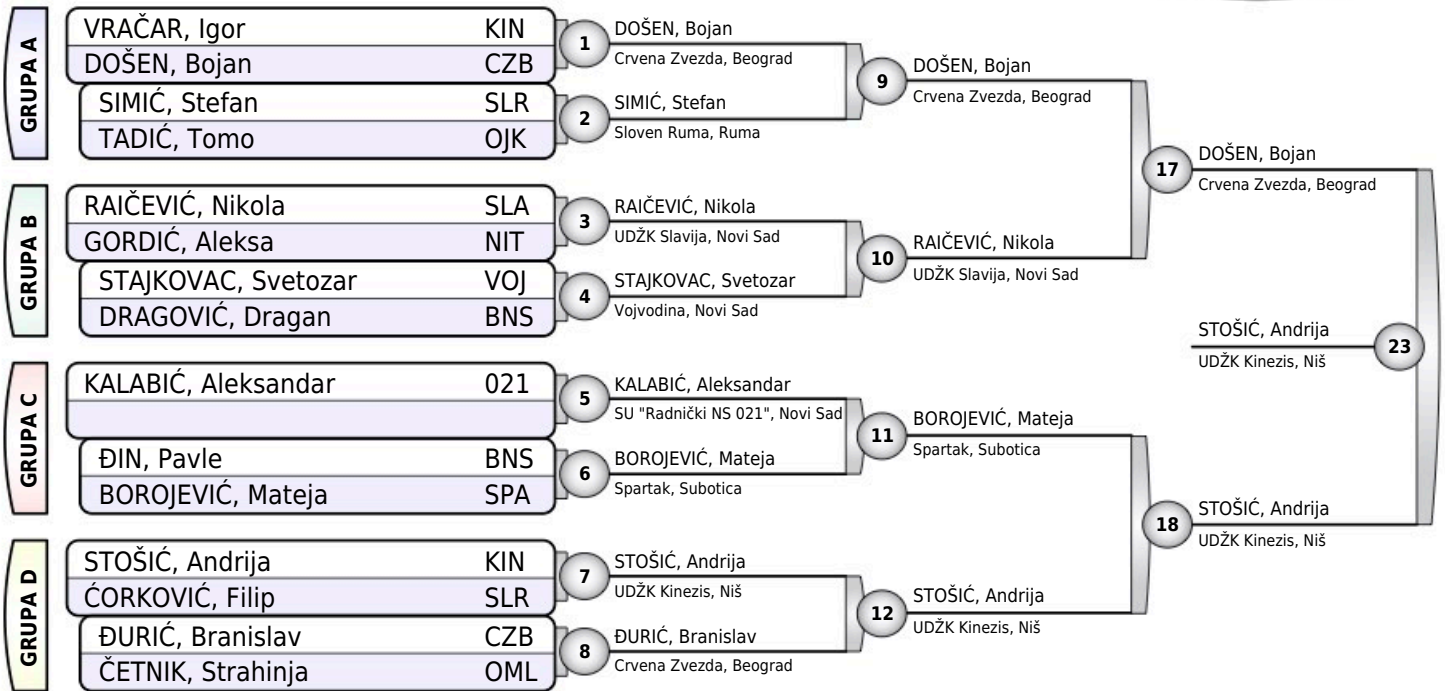 GRUPA A
VRAČAR, Igor KIN
DOŠEN, Bojan CZB
SIMIĆ, Stefan SLR
TADIĆ, Tomo OJK
GRUPA B
RAIČEVIĆ, Nikola SLA
GORDIĆ, Aleksa NIT
STAJKOVAC, Svetozar VOJ
DRAGOVIĆ, Dragan BNS
GRUPA C
KALABIĆ, Aleksandar 021
ĐIN, Pavle BNS
BOROJEVIĆ, Mateja SPA
GRUPA D
STOŠIĆ, Andrija KIN
ĆORKOVIĆ, Filip SLR
ĐURIĆ, Branislav CZB
ČETNIK, Strahinja OML
1
DOŠEN, Bojan
Crvena Zvezda, Beograd
2
SIMIĆ, Stefan
Sloven Ruma, Ruma
3
RAIČEVIĆ, Nikola
UDŽK Slavija, Novi Sad
4
STAJKOVAC, Svetozar
Vojvodina, Novi Sad
5
KALABIĆ, Aleksandar
SU "Radnički NS 021", Novi Sad
6
BOROJEVIĆ, Mateja
Spartak, Subotica
7
STOŠIĆ, Andrija
UDŽK Kinezis, Niš
8
ĐURIĆ, Branislav
Crvena Zvezda, Beograd
9
DOŠEN, Bojan
Crvena Zvezda, Beograd
10
RAIČEVIĆ, Nikola
UDŽK Slavija, Novi Sad
11
BOROJEVIĆ, Mateja
Spartak, Subotica
12
STOŠIĆ, Andrija
UDŽK Kinezis, Niš
17
DOŠEN, Bojan
Crvena Zvezda, Beograd
18
STOŠIĆ, Andrija
UDŽK Kinezis, Niš
STOŠIĆ, Andrija
UDŽK Kinezis, Niš
23